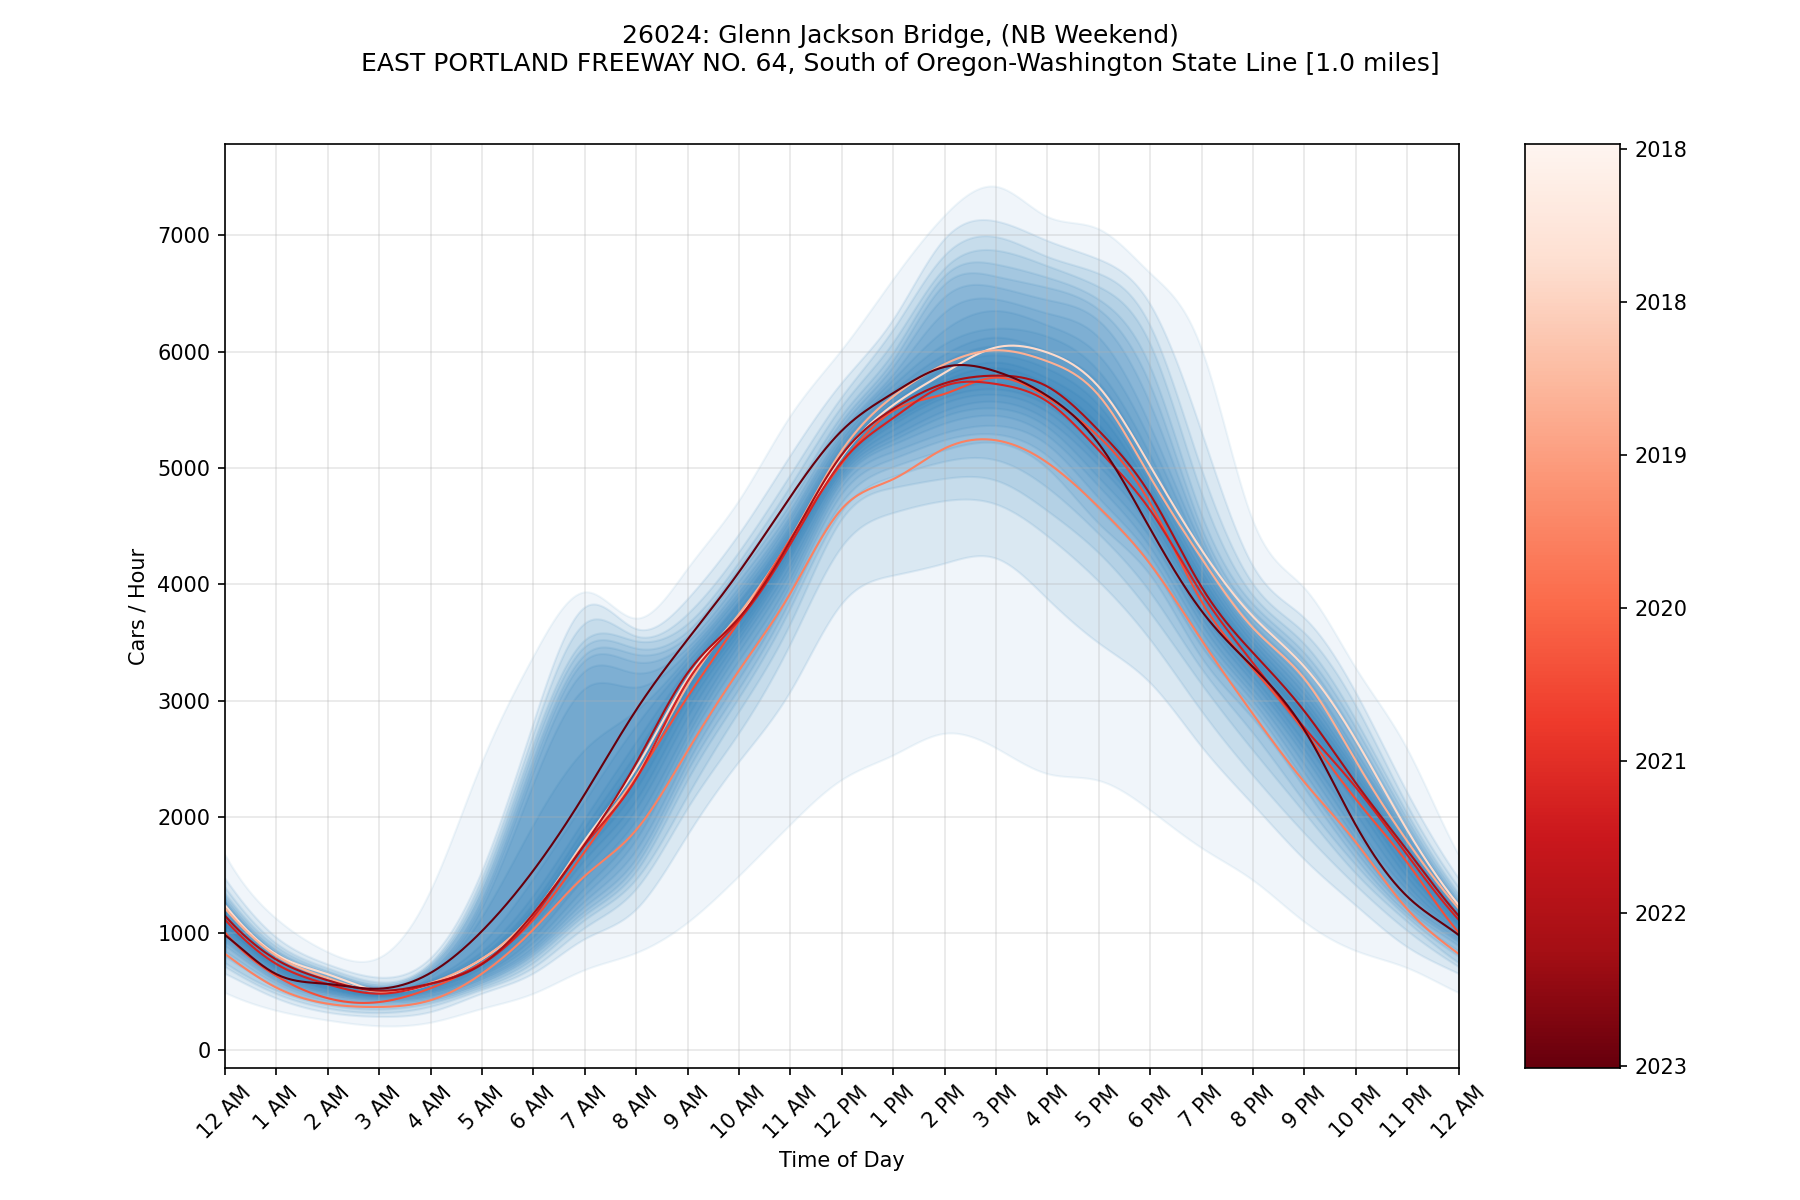 26024: Glenn Jackson Bridge, (NB Weekend)
EAST PORTLAND FREEWAY NO. 64, South of Oregon-Washington State Line [1.0 miles]
Cars / Hour
7000
6000
5000
4000
3000
2000
1000
0
12 AM
1 AM
2 AM
3 AM
4 AM
5 AM
6 AM
7 AM
8 AM
9 AM
10 AM
11 AM
12 PM
1 PM
2 PM
3 PM
4 PM
5 PM
6 PM
7 PM
8 PM
9 PM
10 PM
11 PM
12 AM
Time of Day
2018
2018
2019
2020
2021
2022
2023